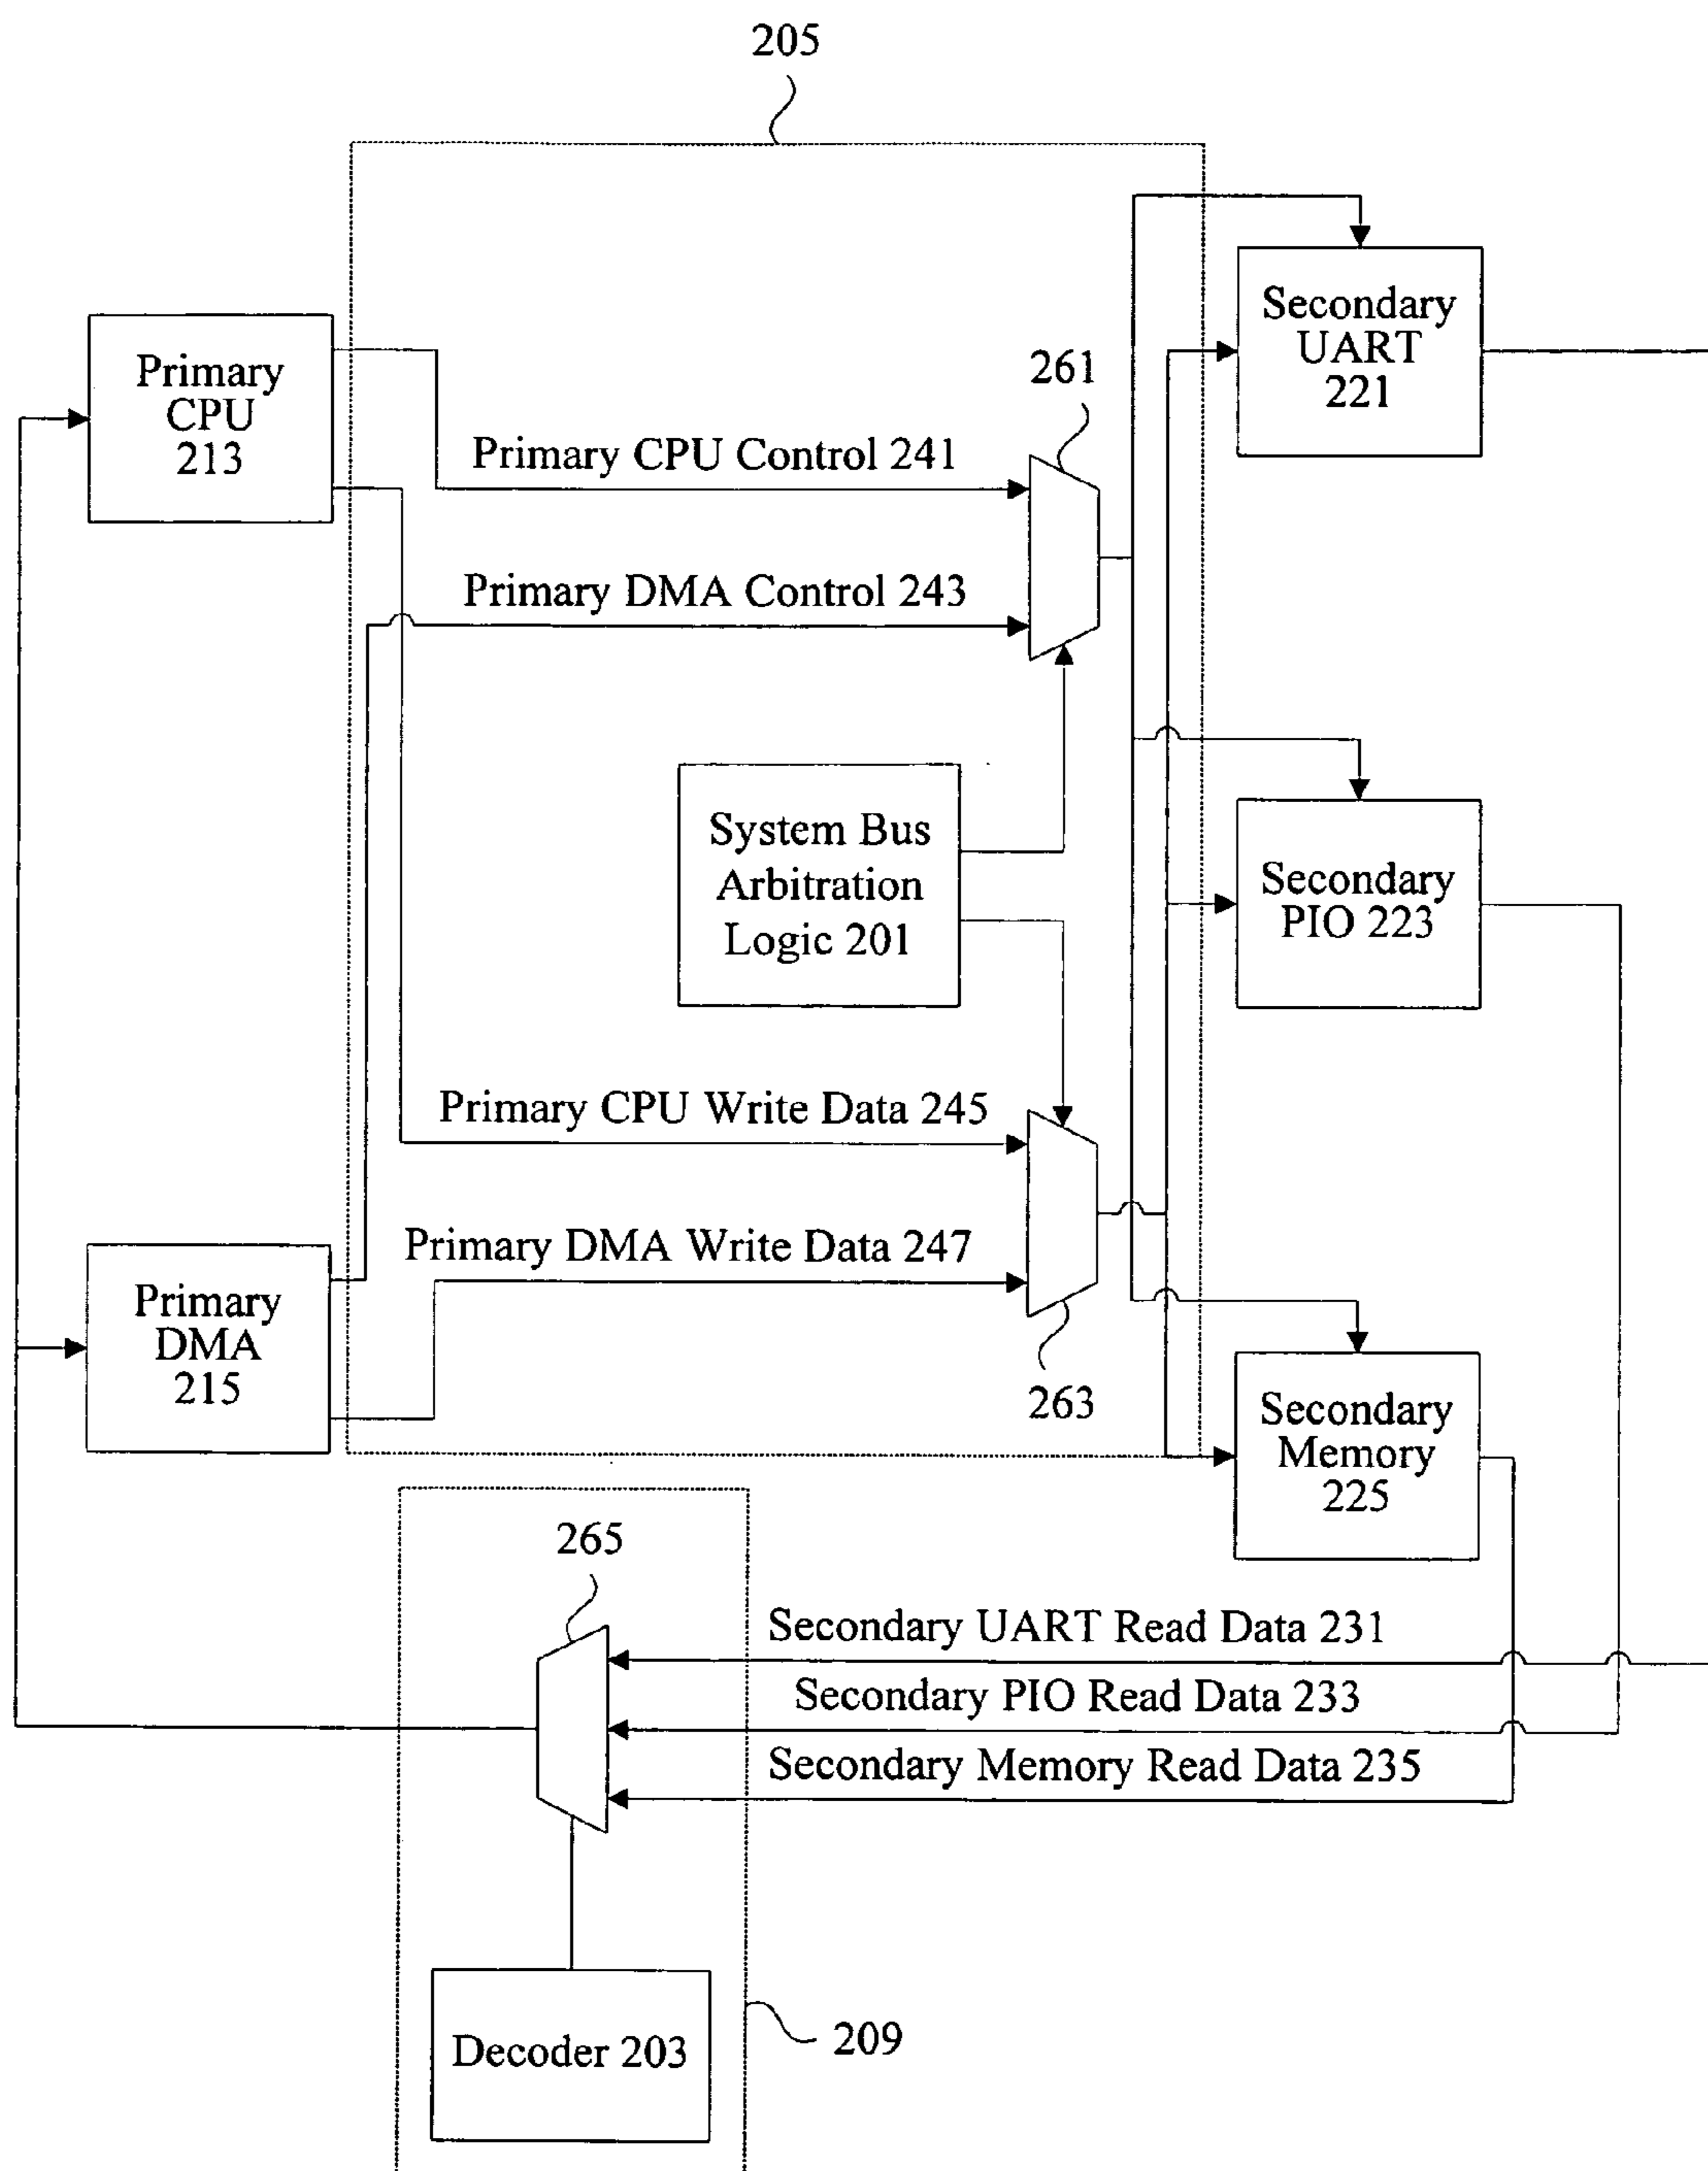 205
Primary
CPU
213
261
Secondary
UART
221
Primary CPU Control 241
Primary DMA Control 243
System Bus
Arbitration
Logic 201
Secondary
PIO 223
Primary CPU Write Data 245
Primary DMA Write Data 247
Primary
DMA
215
263
Secondary
Memory
225
265
Secondary UART Read Data 231
Secondary PIO Read Data 233
Secondary Memory Read Data 235
Decoder 203
209